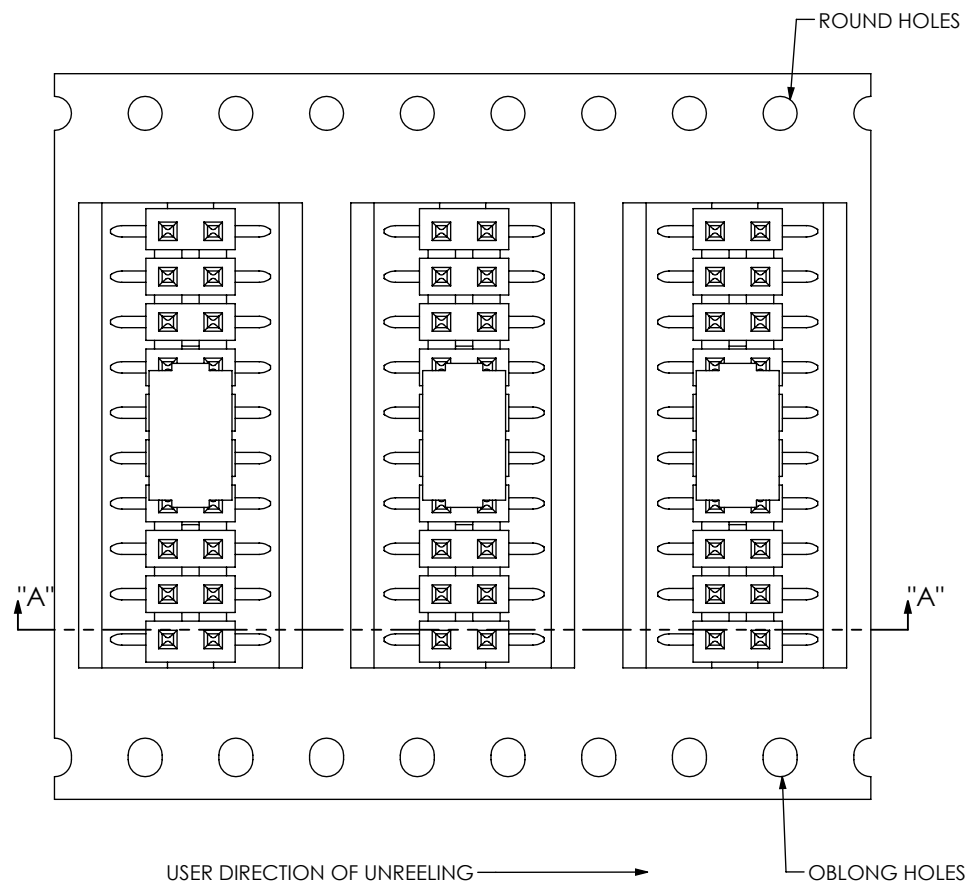 ROUND HOLES
"A"
"A"
USER DIRECTION OF UNREELING
OBLONG HOLES